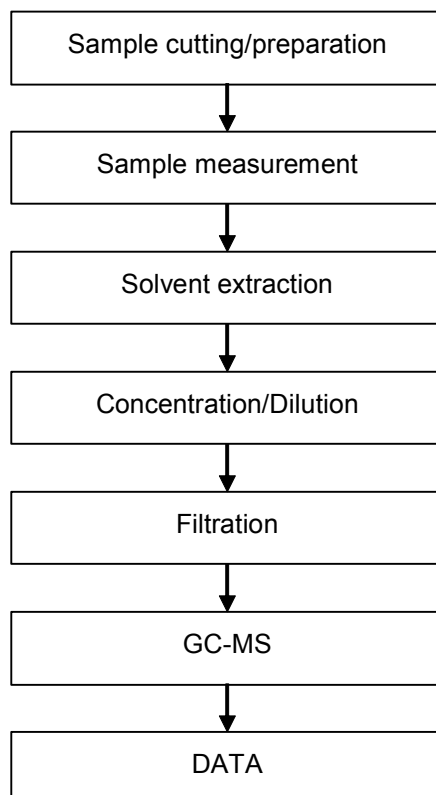 Sample cutting/preparation
Sample measurement
Solvent extraction
Concentration/Dilution
Filtration
GC-MS
DATA